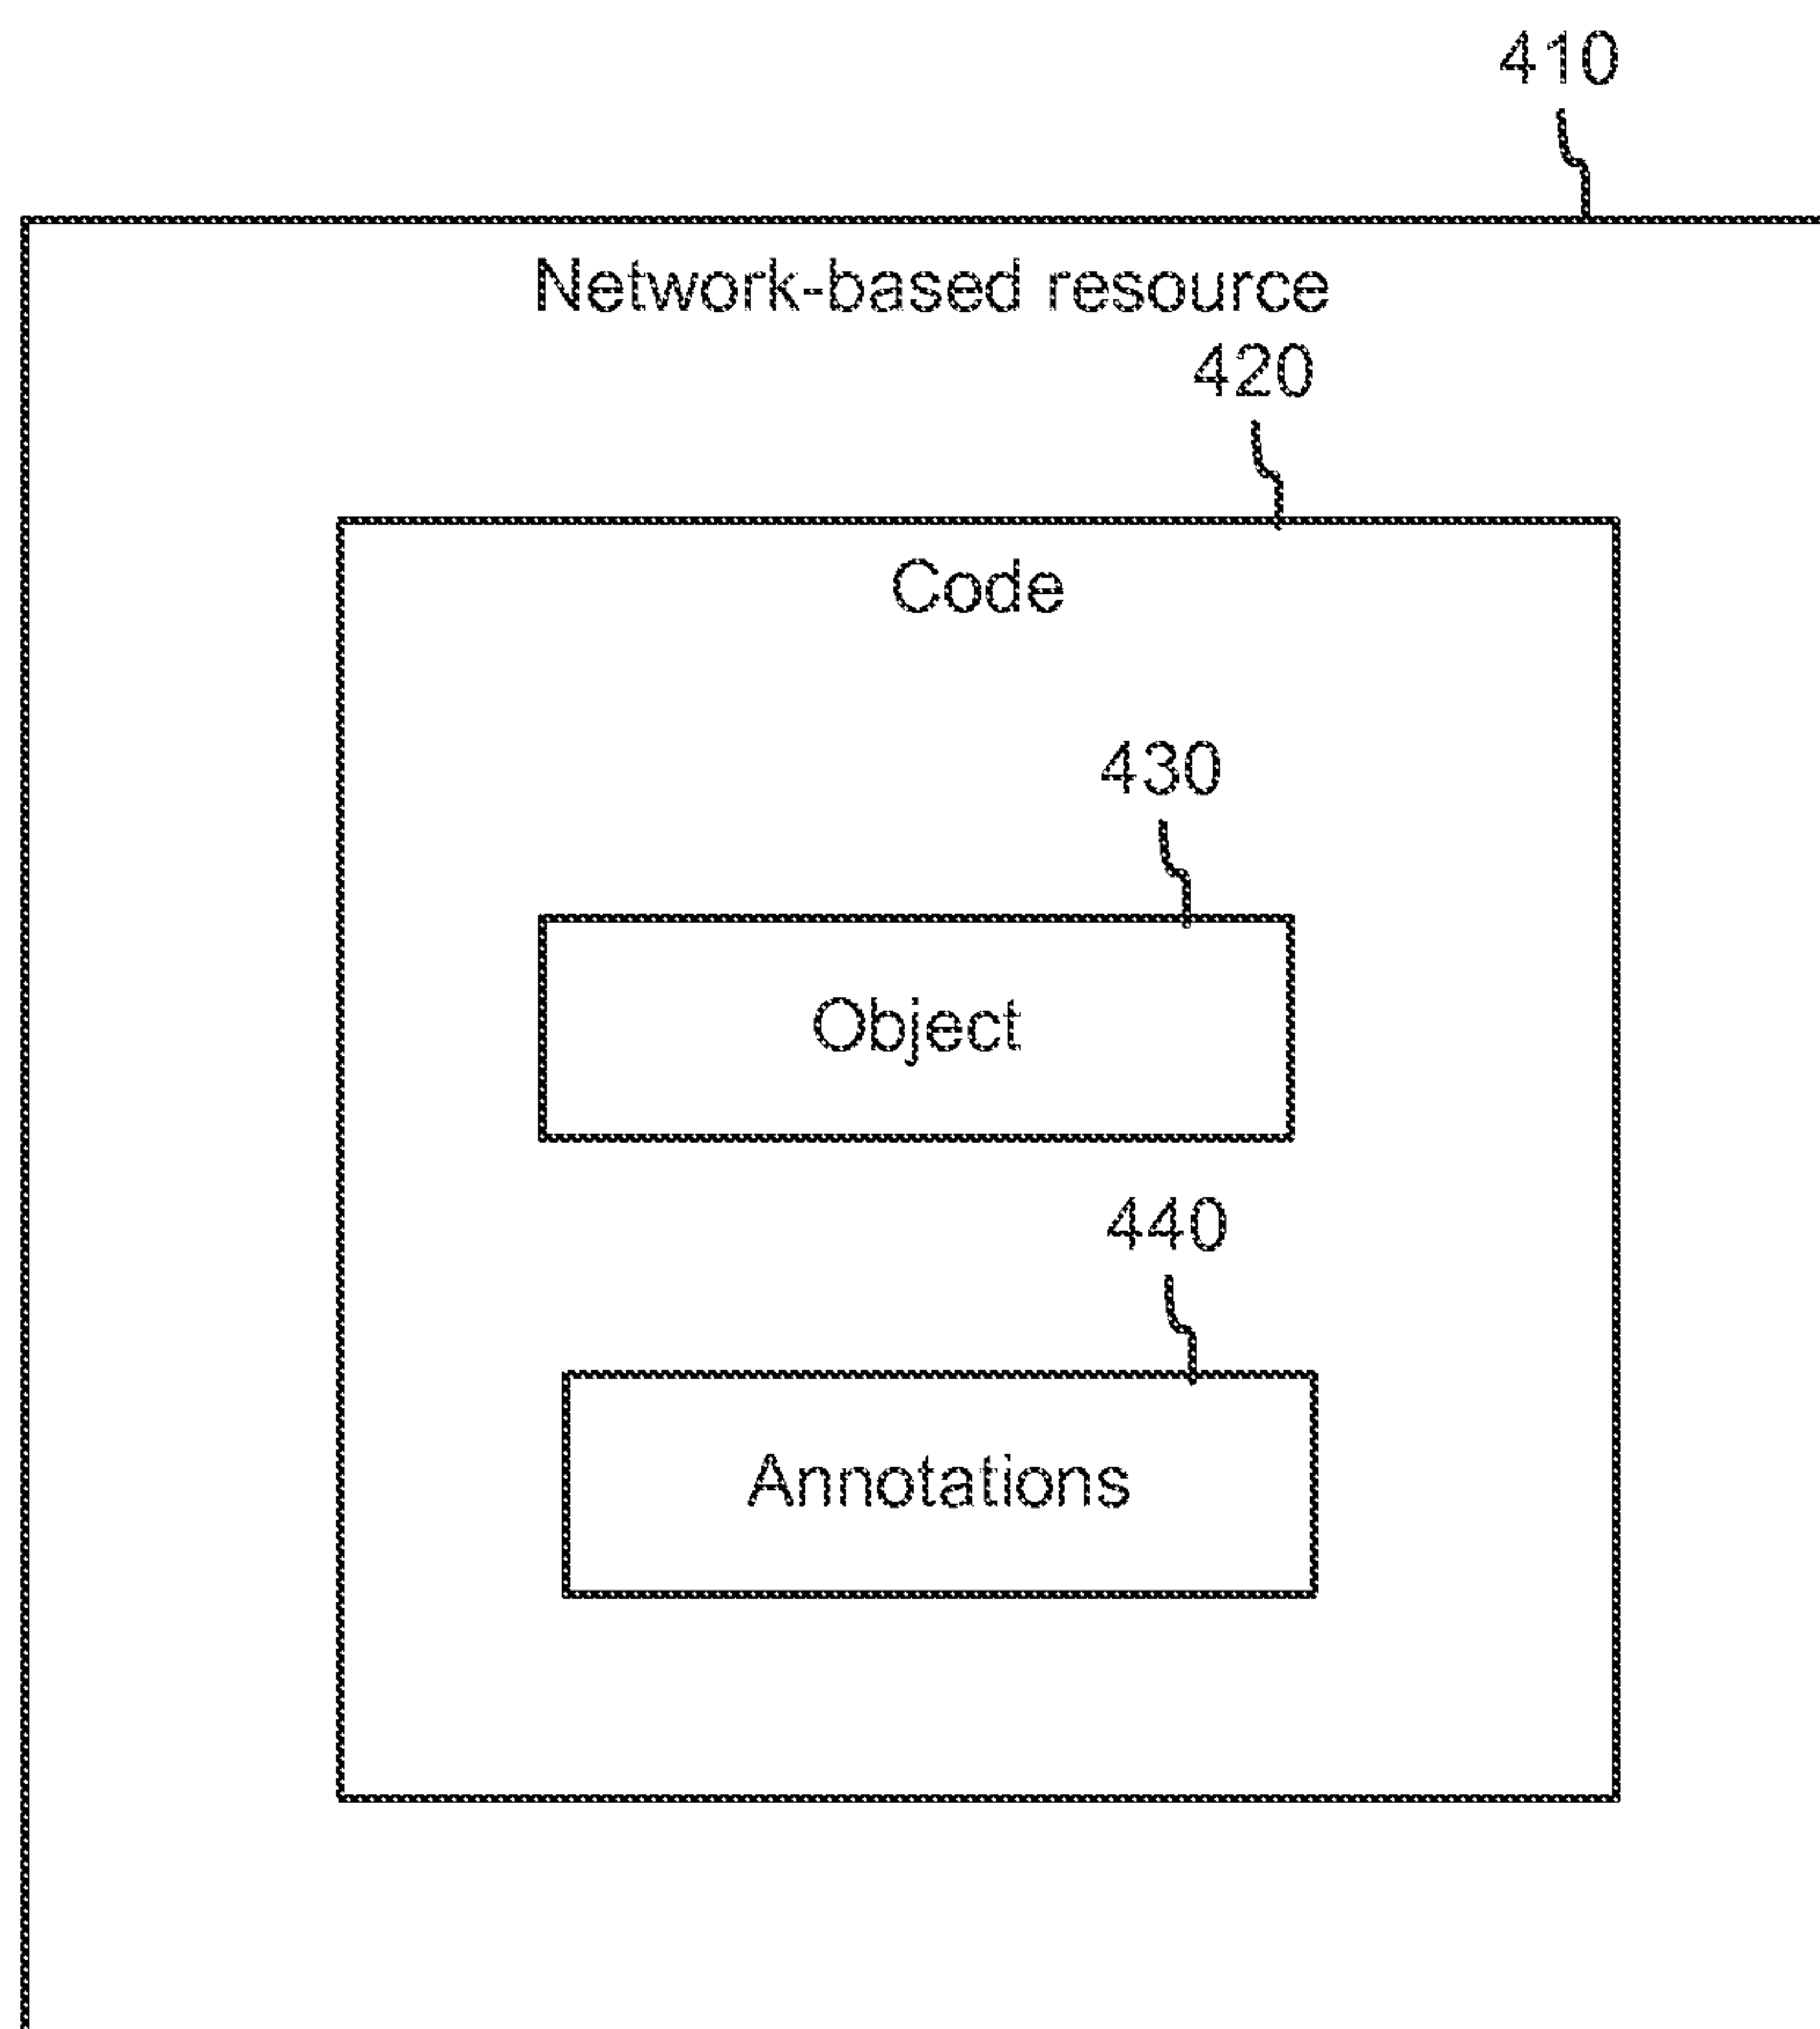 410
Network-based resource
420
Code
430
Object
440
Annotations